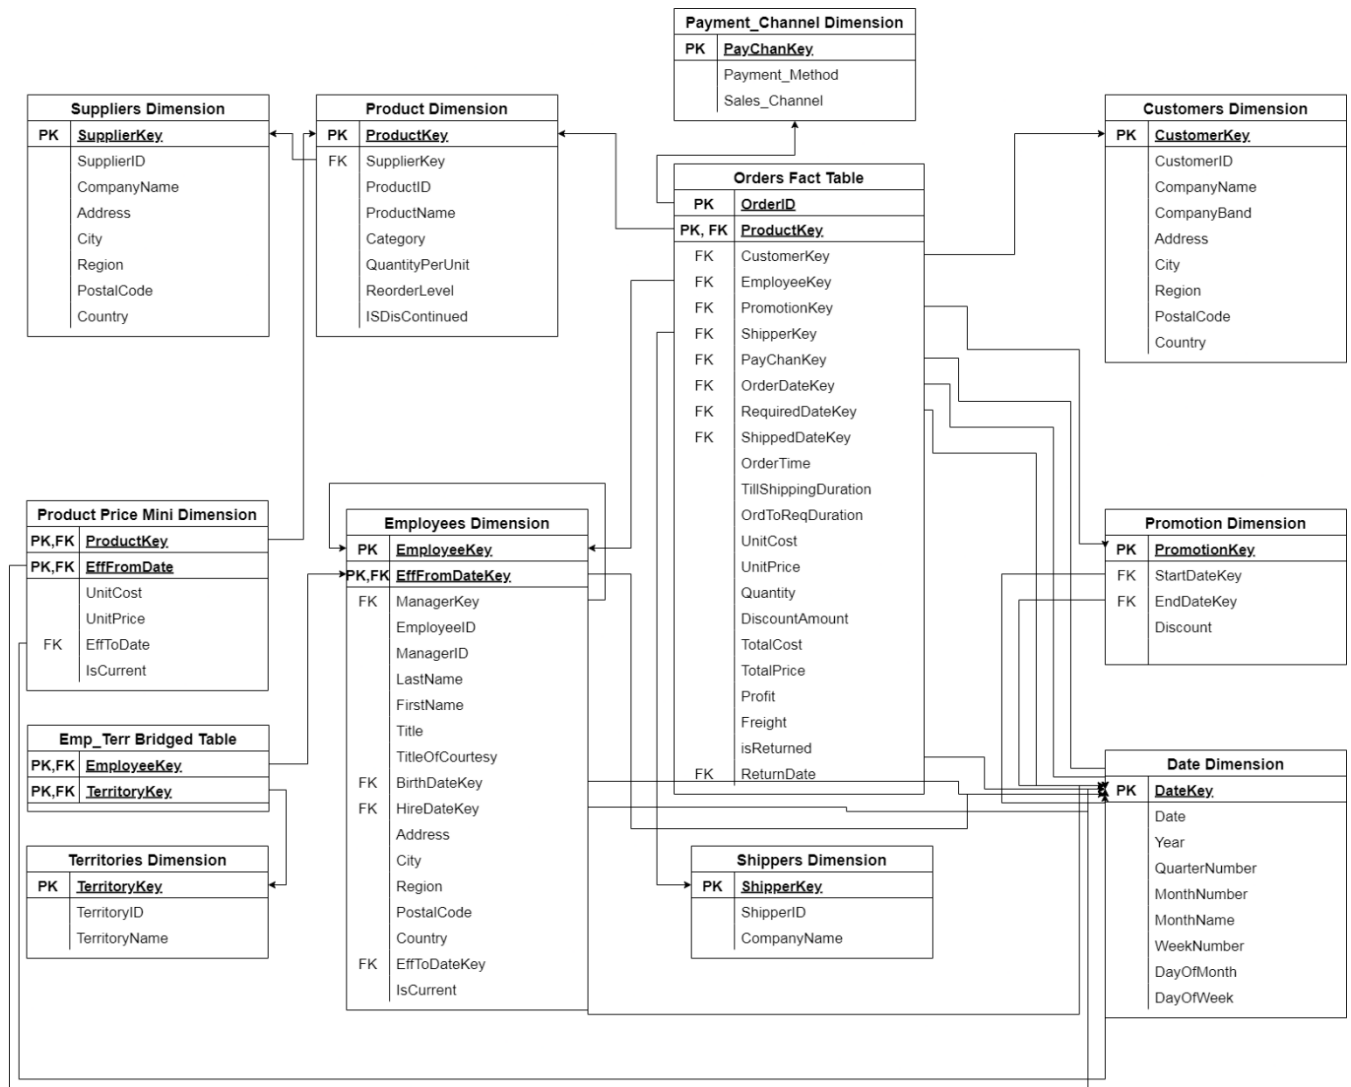 Payment_Channel Dimension
PK PayChanKey
Payment_Method
Sales_Channel
Suppliers Dimension
PK SupplierKey
SupplierID
CompanyName
Address
City
Region
PostalCode
Country
Product Dimension
PK ProductKey
FK SupplierKey
ProductID
ProductName
Category
QuantityPerUnit
ReorderLevel
ISDisContinued
Orders Fact Table
PK OrderID
PK, FK ProductKey
FK CustomerKey
FK EmployeeKey
FK PromotionKey
FK ShipperKey
FK PayChanKey
FK OrderDateKey
FK RequiredDateKey
FK ShippedDateKey
OrderTime
TillShippingDuration
OrdToReqDuration
UnitCost
UnitPrice
Quantity
DiscountAmount
TotalCost
TotalPrice
Profit
Freight
isReturned
FK ReturnDate
Customers Dimension
PK CustomerKey
CustomerID
CompanyName
CompanyBand
Address
City
Region
PostalCode
Country
Product Price Mini Dimension
PK,FK ProductKey
PK,FK EffFromDate
UnitCost
UnitPrice
FK EffToDate
IsCurrent
Employees Dimension
PK EmployeeKey
PK,FK EffFromDateKey
FK ManagerKey
EmployeeID
ManagerID
LastName
FirstName
Title
TitleOfCourtesy
FK BirthDateKey
FK HireDateKey
Address
City
Region
PostalCode
Country
FK EffToDateKey
IsCurrent
Promotion Dimension
PK PromotionKey
FK StartDateKey
FK EndDateKey
Discount
Emp_Terr Bridged Table
PK,FK EmployeeKey
PK,FK TerritoryKey
Territories Dimension
PK TerritoryKey
TerritoryID
TerritoryName
Shippers Dimension
PK ShipperKey
ShipperID
CompanyName
Date Dimension
PK DateKey
Date
Year
QuarterNumber
MonthNumber
MonthName
WeekNumber
DayOfMonth
DayOfWeek